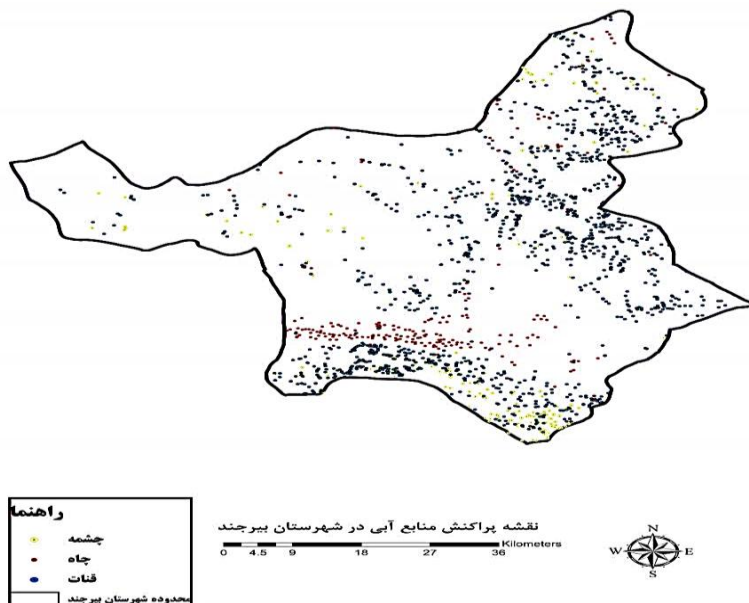 راهنما
چشمه
چاه
قنات
محدوده شهرستان بیرجند
نقشه پراکنش منابع آبی در شهرستان بیرجند
Kilometers
0 4.5 9 18 27 36
N
W E
S